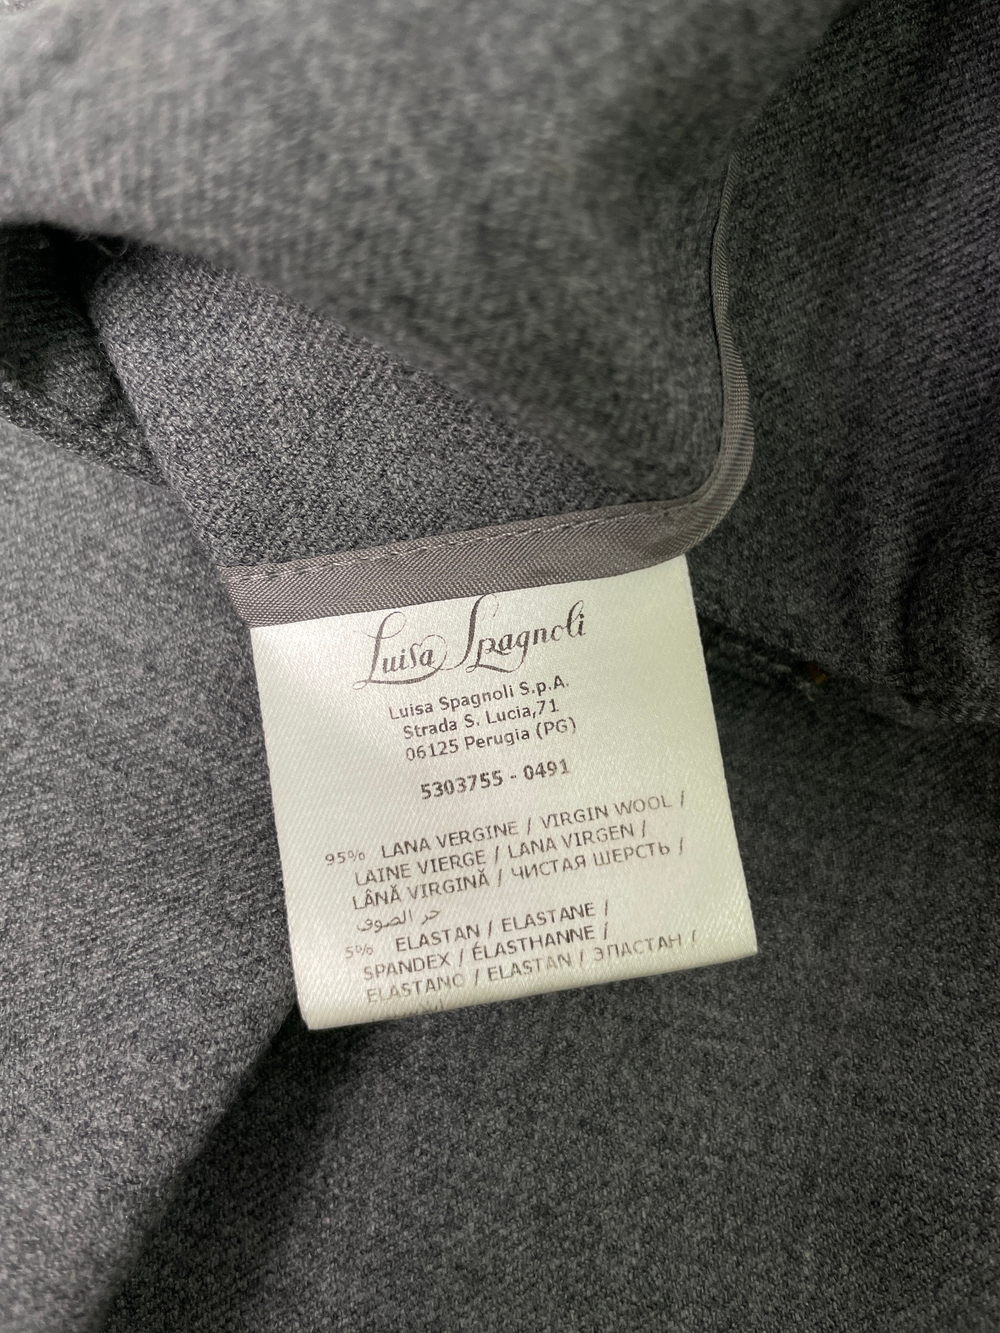 Luisa Spagnoli
Luisa Spagnoli S.p.A.
Strada S. Lucia,71
06125 Perugia (PG)
5303755 - 0491
95% LANA VERGINE / VIRGIN WOOL /
LAINE VIERGE / LANA VIRGEN /
LÂNĂ VIRGINĂ / ЧИСТАЯ ШЕРСТЬ /
حر الصوف
5% ELASTAN / ELASTANE /
SPANDEX / ÉLASTHANNE /
ELASTANO / ELASTAN / ЭЛАСТАН /